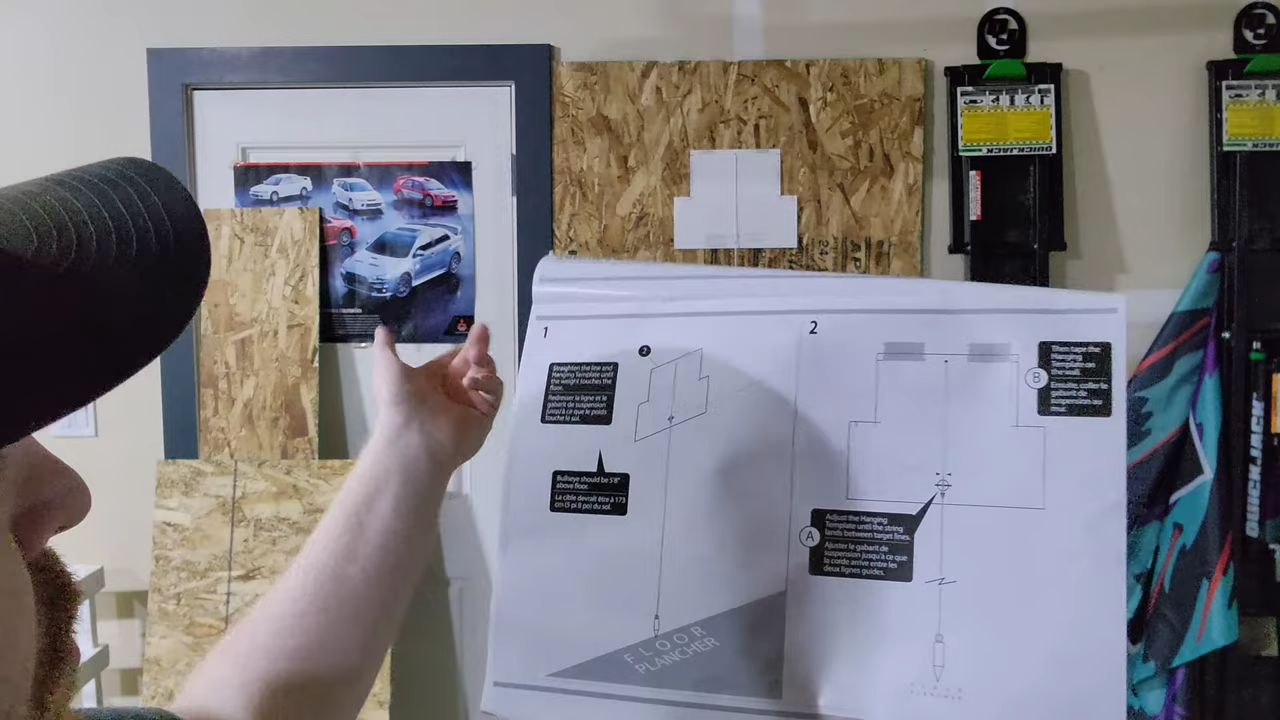 QUICKJACK
QUICKJACK
1
2
2
Straighten the line and
Hanging Template until
the weight touches the
floor.
Redresser la ligne et le
gabarit de suspension
jusqu'à ce que le poids
touche le sol.
Bullseye should be 5'8"
above floor.
La cible devrait être à 173
cm (5 pi 8 po) du sol.
FLOOR
PLANCHER
Then tape the
Hanging
Template on
the wall.
Ensuite, coller le
gabarit de
suspension au
mur.
B
A
Adjust the Hanging
Template until the string
lands between target lines.
Ajuster le gabarit de
suspension jusqu'à ce que
la corde arrive entre les
deux lignes guides.
QUICKJACK